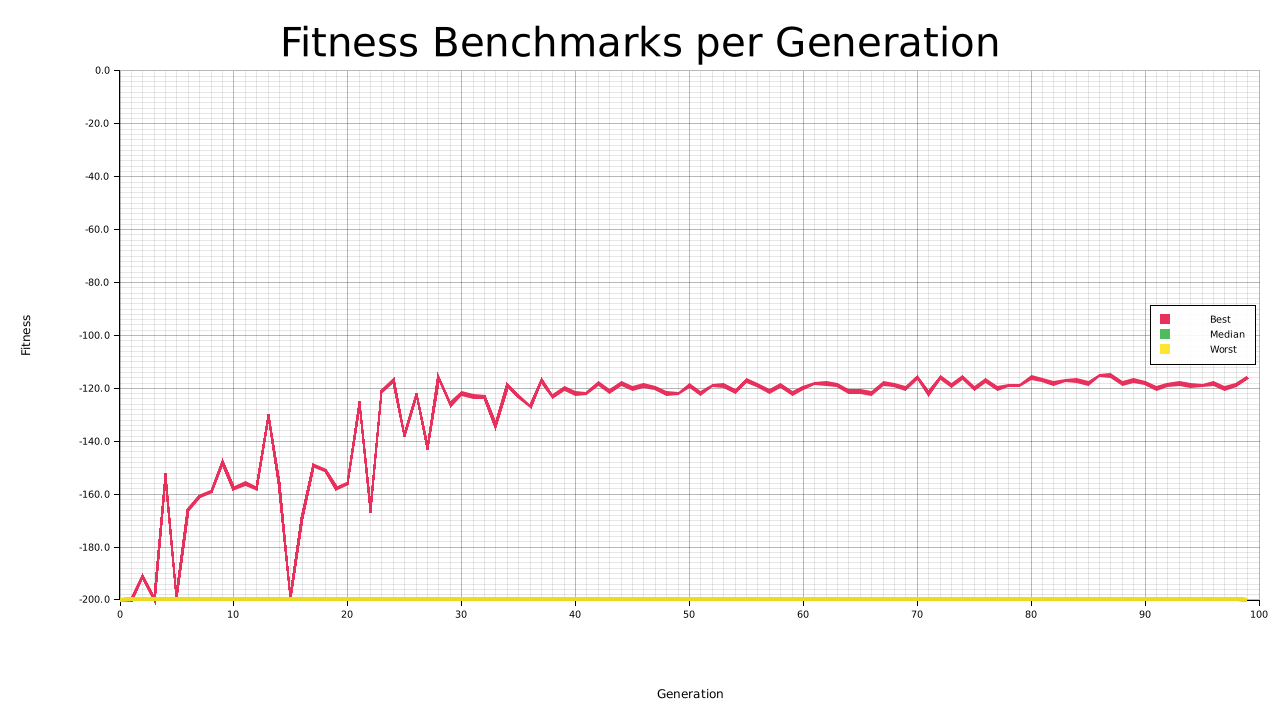 Fitness Benchmarks per Generation
0.0
-20.0
-40.0
-60.0
-80.0
-100.0
-120.0
-140.0
-160.0
-180.0
-200.0
Fitness
Best
Median
Worst
0 10 20 30 40 50 60 70 80 90 100
Generation